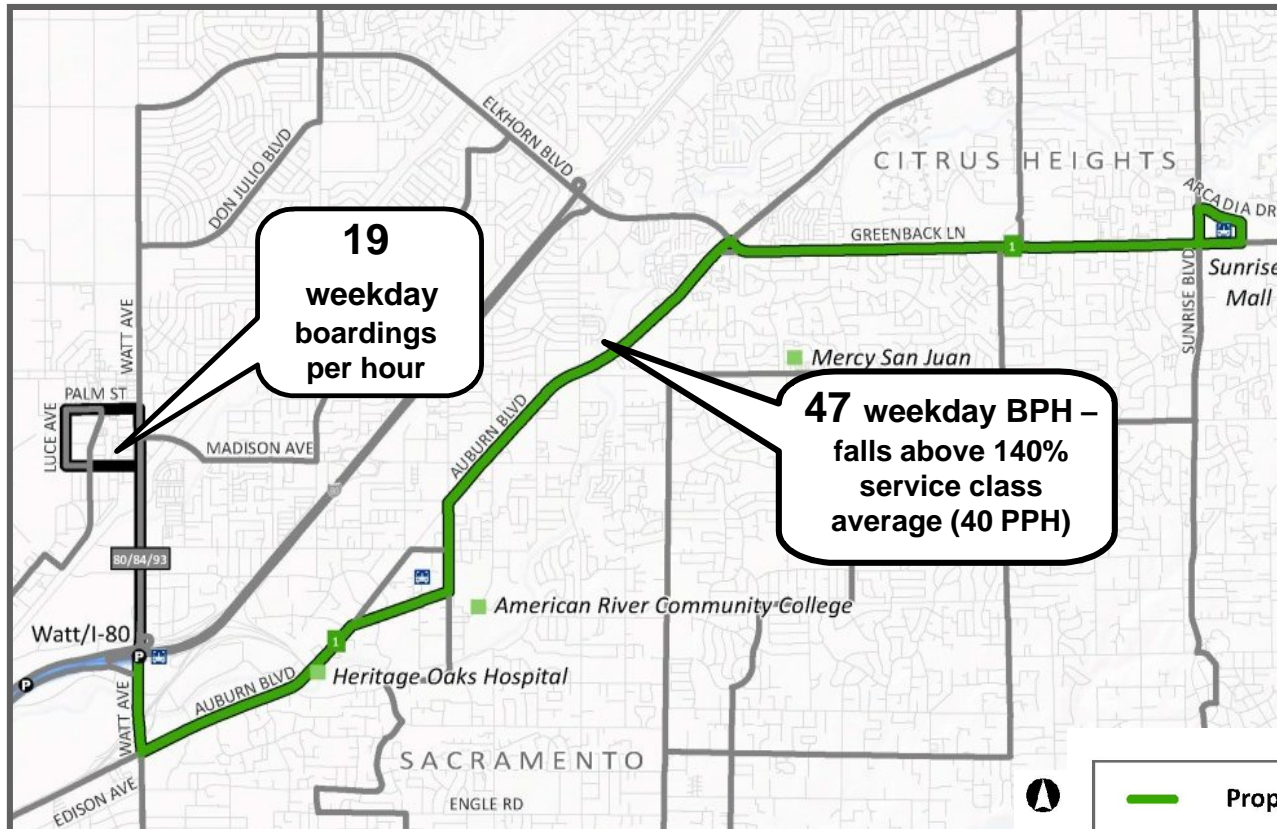 ELKHORN BLVD
CITRUS HEIGHTS
DON JULIO BLVD
ARCADIA DR
19
weekday
boardings
per hour
GREENBACK LN
1
Sunrise
Mall
SUNRISE BLVD
WATT AVE
Mercy San Juan
47 weekday BPH –
falls above 140%
service class
average (40 PPH)
PALM ST
LUCE AVE
MADISON AVE
AUBURN BLVD
80
80/84/93
American River Community College
Watt/I-80
P
P
1
Heritage Oaks Hospital
AUBURN BLVD
WATT AVE
SACRAMENTO
EDISON AVE
ENGLE RD
Prop